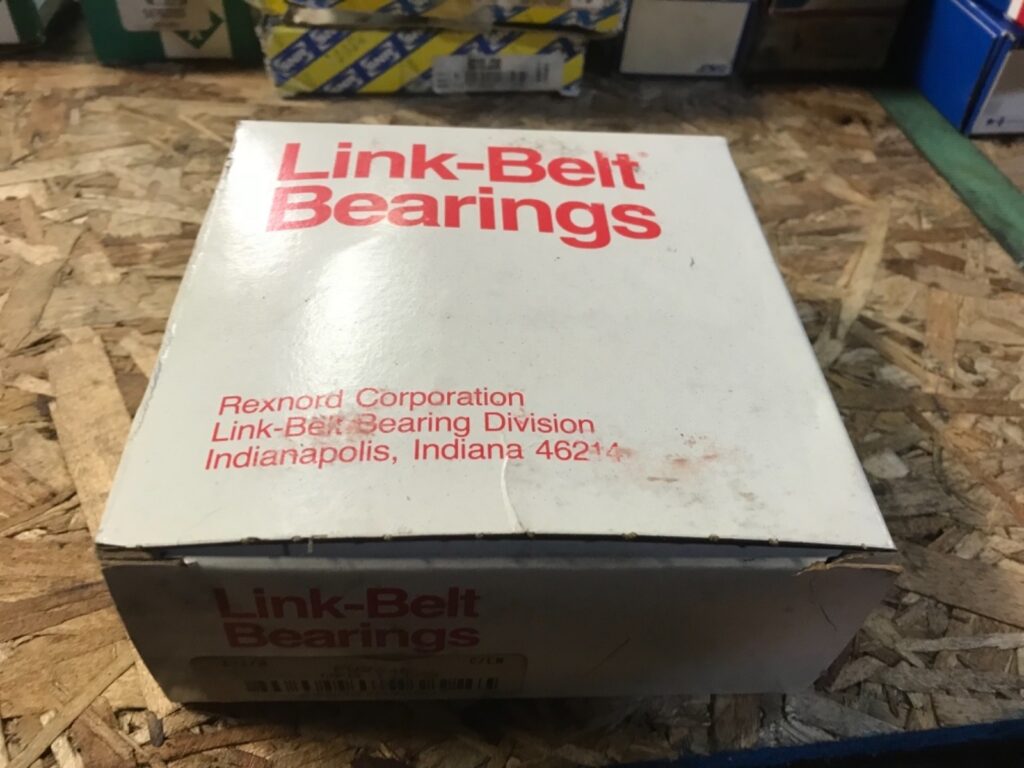 Link-Belt
Bearings
Rexnord Corporation
Link-Belt Bearing Division
Indianapolis, Indiana 46214
Link-Belt
Bearings